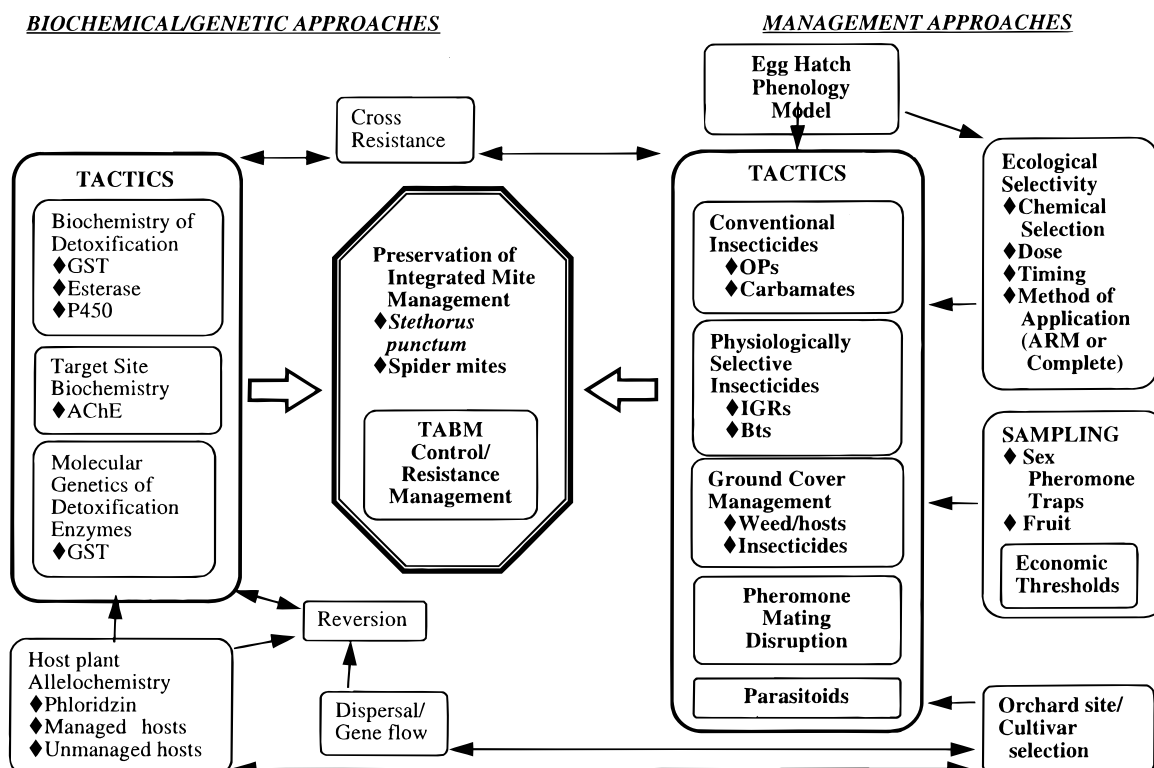 BIOCHEMICAL/GENETIC APPROACHES
MANAGEMENT APPROACHES
Egg Hatch
Phenology
Model
Cross
Resistance
TACTICS
Biochemistry of
Detoxification
♦GST
♦Esterase
♦P450
Target Site
Biochemistry
♦AChE
Molecular
Genetics of
Detoxification
Enzymes
♦GST
Preservation of
Integrated Mite
Management
♦Stethorus
punctum
♦Spider mites
TABM
Control/
Resistance
Management
TACTICS
Conventional
Insecticides
♦OPs
♦Carbamates
Physiologically
Selective
Insecticides
♦IGRs
♦Bts
Ground Cover
Management
♦Weed/hosts
♦Insecticides
Pheromone
Mating
Disruption
Parasitoids
Ecological
Selectivity
♦Chemical
Selection
♦Dose
♦Timing
♦Method of
Application
(ARM or
Complete)
SAMPLING
♦ Sex
Pheromone
Traps
♦ Fruit
Economic
Thresholds
Reversion
Host plant
Allelochemistry
♦Phloridzin
♦Managed hosts
♦Unmanaged hosts
Dispersal/
Gene flow
Orchard site/
Cultivar
selection